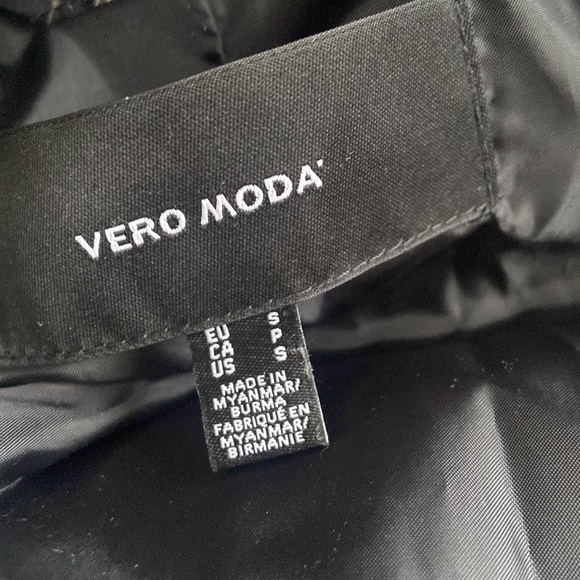 VERO MODA
EU S
CA P
US S
MADE IN
MYANMAR/
BURMA
FABRIQUÉ EN
MYANMAR/
BIRMANIE